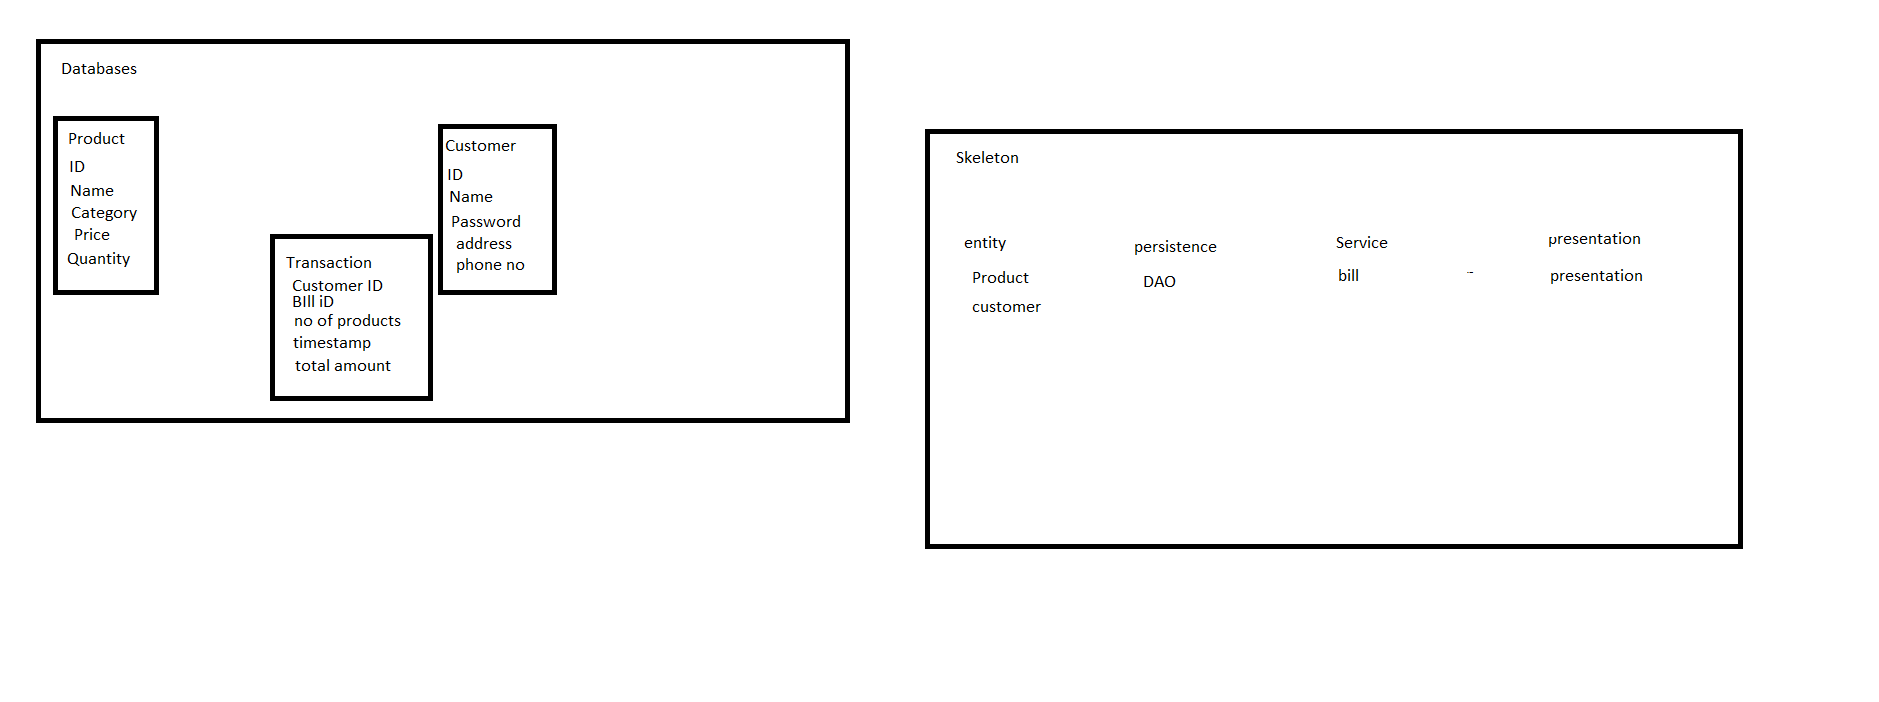 Databases
Product
ID
Name
Category
Price
Quantity
Transaction
Customer ID
BIll iD
no of products
timestamp
total amount
Customer
ID
Name
Password
address
phone no
Skeleton
entity
Product
customer
persistence
DAO
Service
bill
presentation
presentation